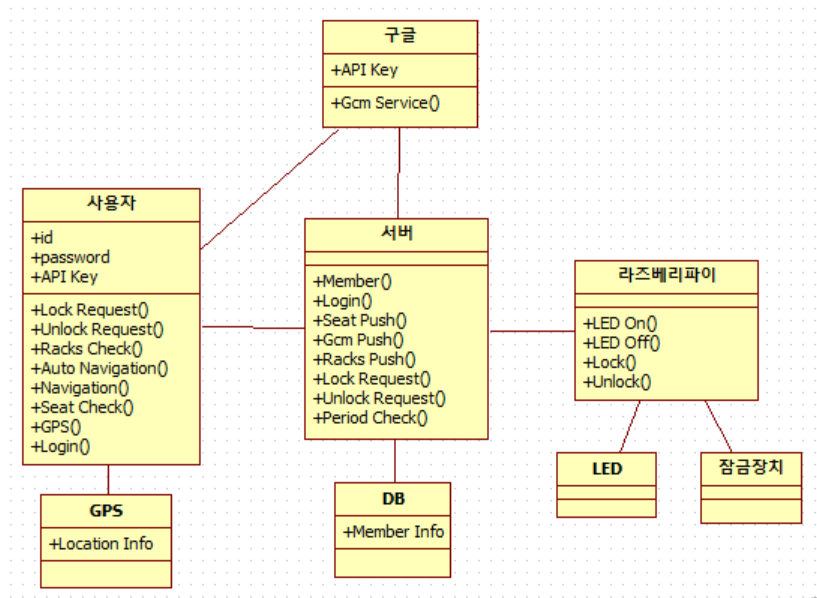 구글
+API Key
+Gcm Service()
사용자
+id
+password
+API Key
+Lock Request()
+Unlock Request()
+Racks Check()
+Auto Navigation()
+Navigation()
+Seat Check()
+GPS()
+Login()
서버
+Member()
+Login()
+Seat Push()
+Gcm Push()
+Racks Push()
+Lock Request()
+Unlock Request()
+Period Check()
라즈베리파이
+LED On()
+LED Off()
+Lock()
+Unlock()
GPS
+Location Info
DB
+Member Info
LED
잠금장치